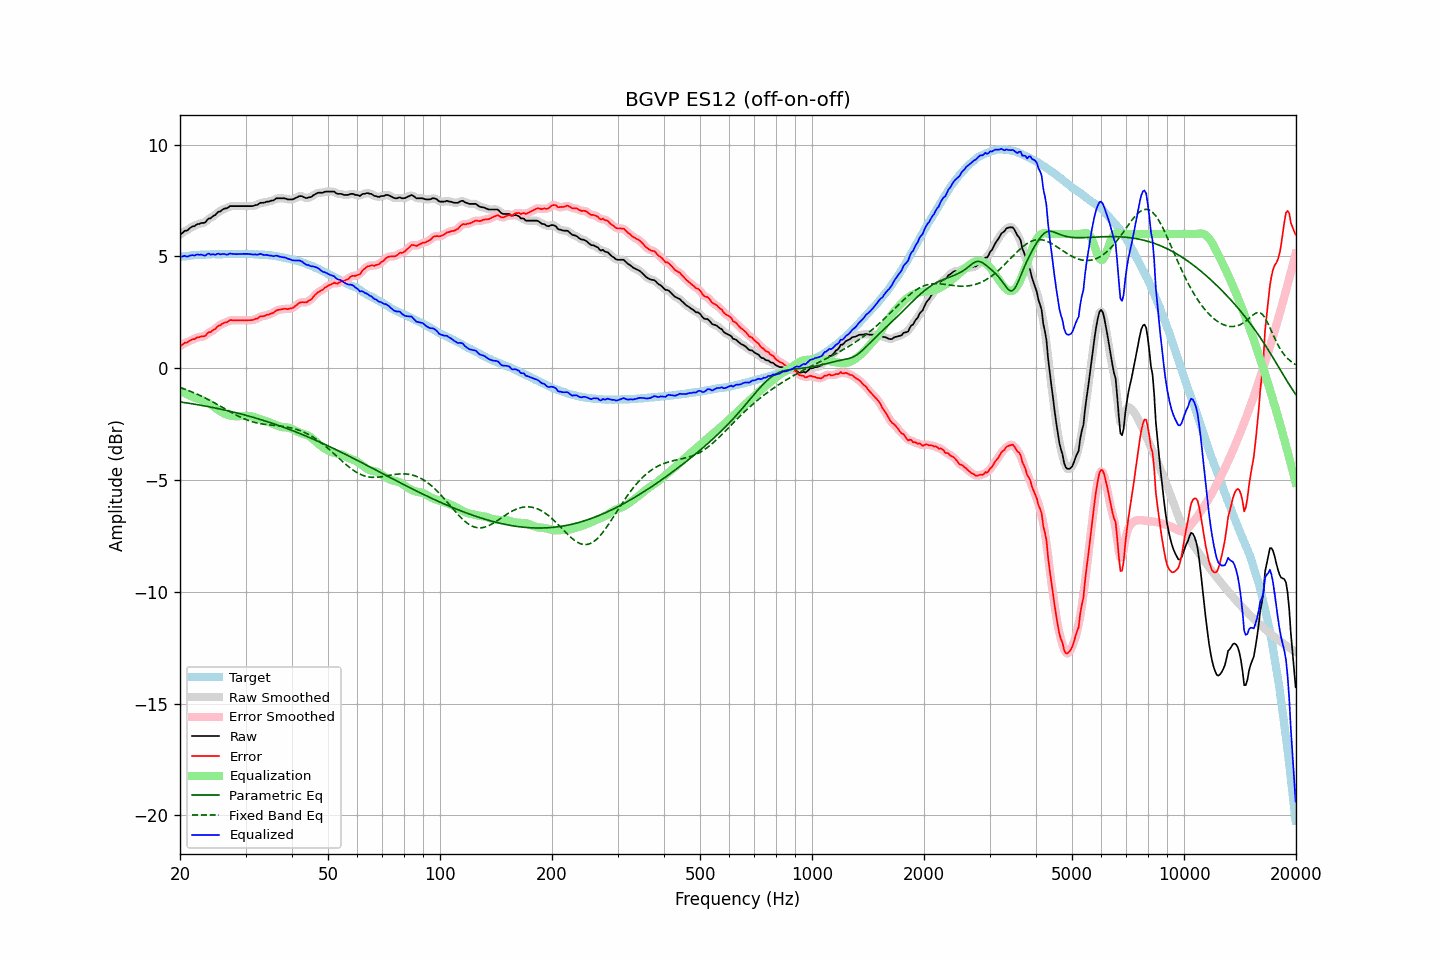 BGVP ES12 (off-on-off)
10
5
0
−5
−10
−15
−20
Amplitude (dBr)
Target
Raw Smoothed
Error Smoothed
Raw
Error
Equalization
Parametric Eq
Fixed Band Eq
Equalized
20 50 100 200 500 1000 2000 5000 10000 20000
Frequency (Hz)